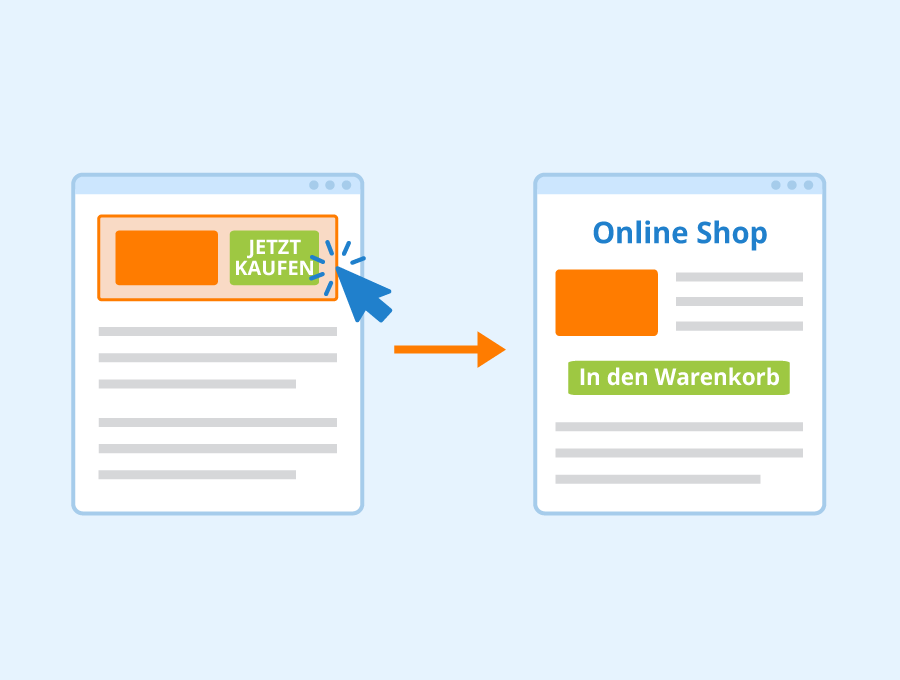 JETZT
KAUFEN
Online Shop
In den Warenkorb